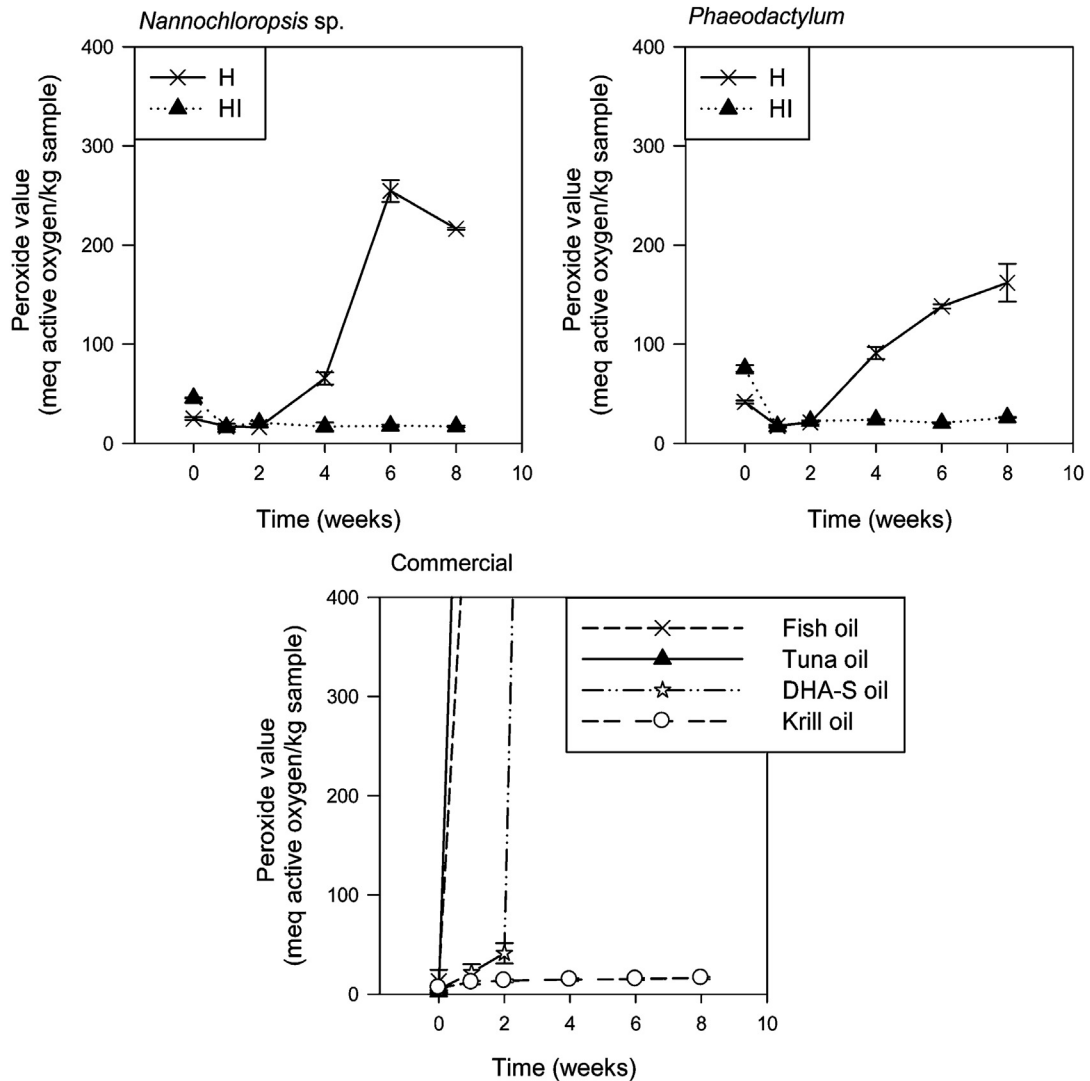 Nannochloropsis sp.
400
300
200
100
0
Peroxide value
(meq active oxygen/kg sample)
H
HI
0 2 4 6 8 10
Time (weeks)
Phaeodactylum
400
300
200
100
0
Peroxide value
(meq active oxygen/kg sample)
H
HI
0 2 4 6 8 10
Time (weeks)
Commercial
400
300
200
100
0
Peroxide value
(meq active oxygen/kg sample)
Fish oil
Tuna oil
DHA-S oil
Krill oil
0 2 4 6 8 10
Time (weeks)